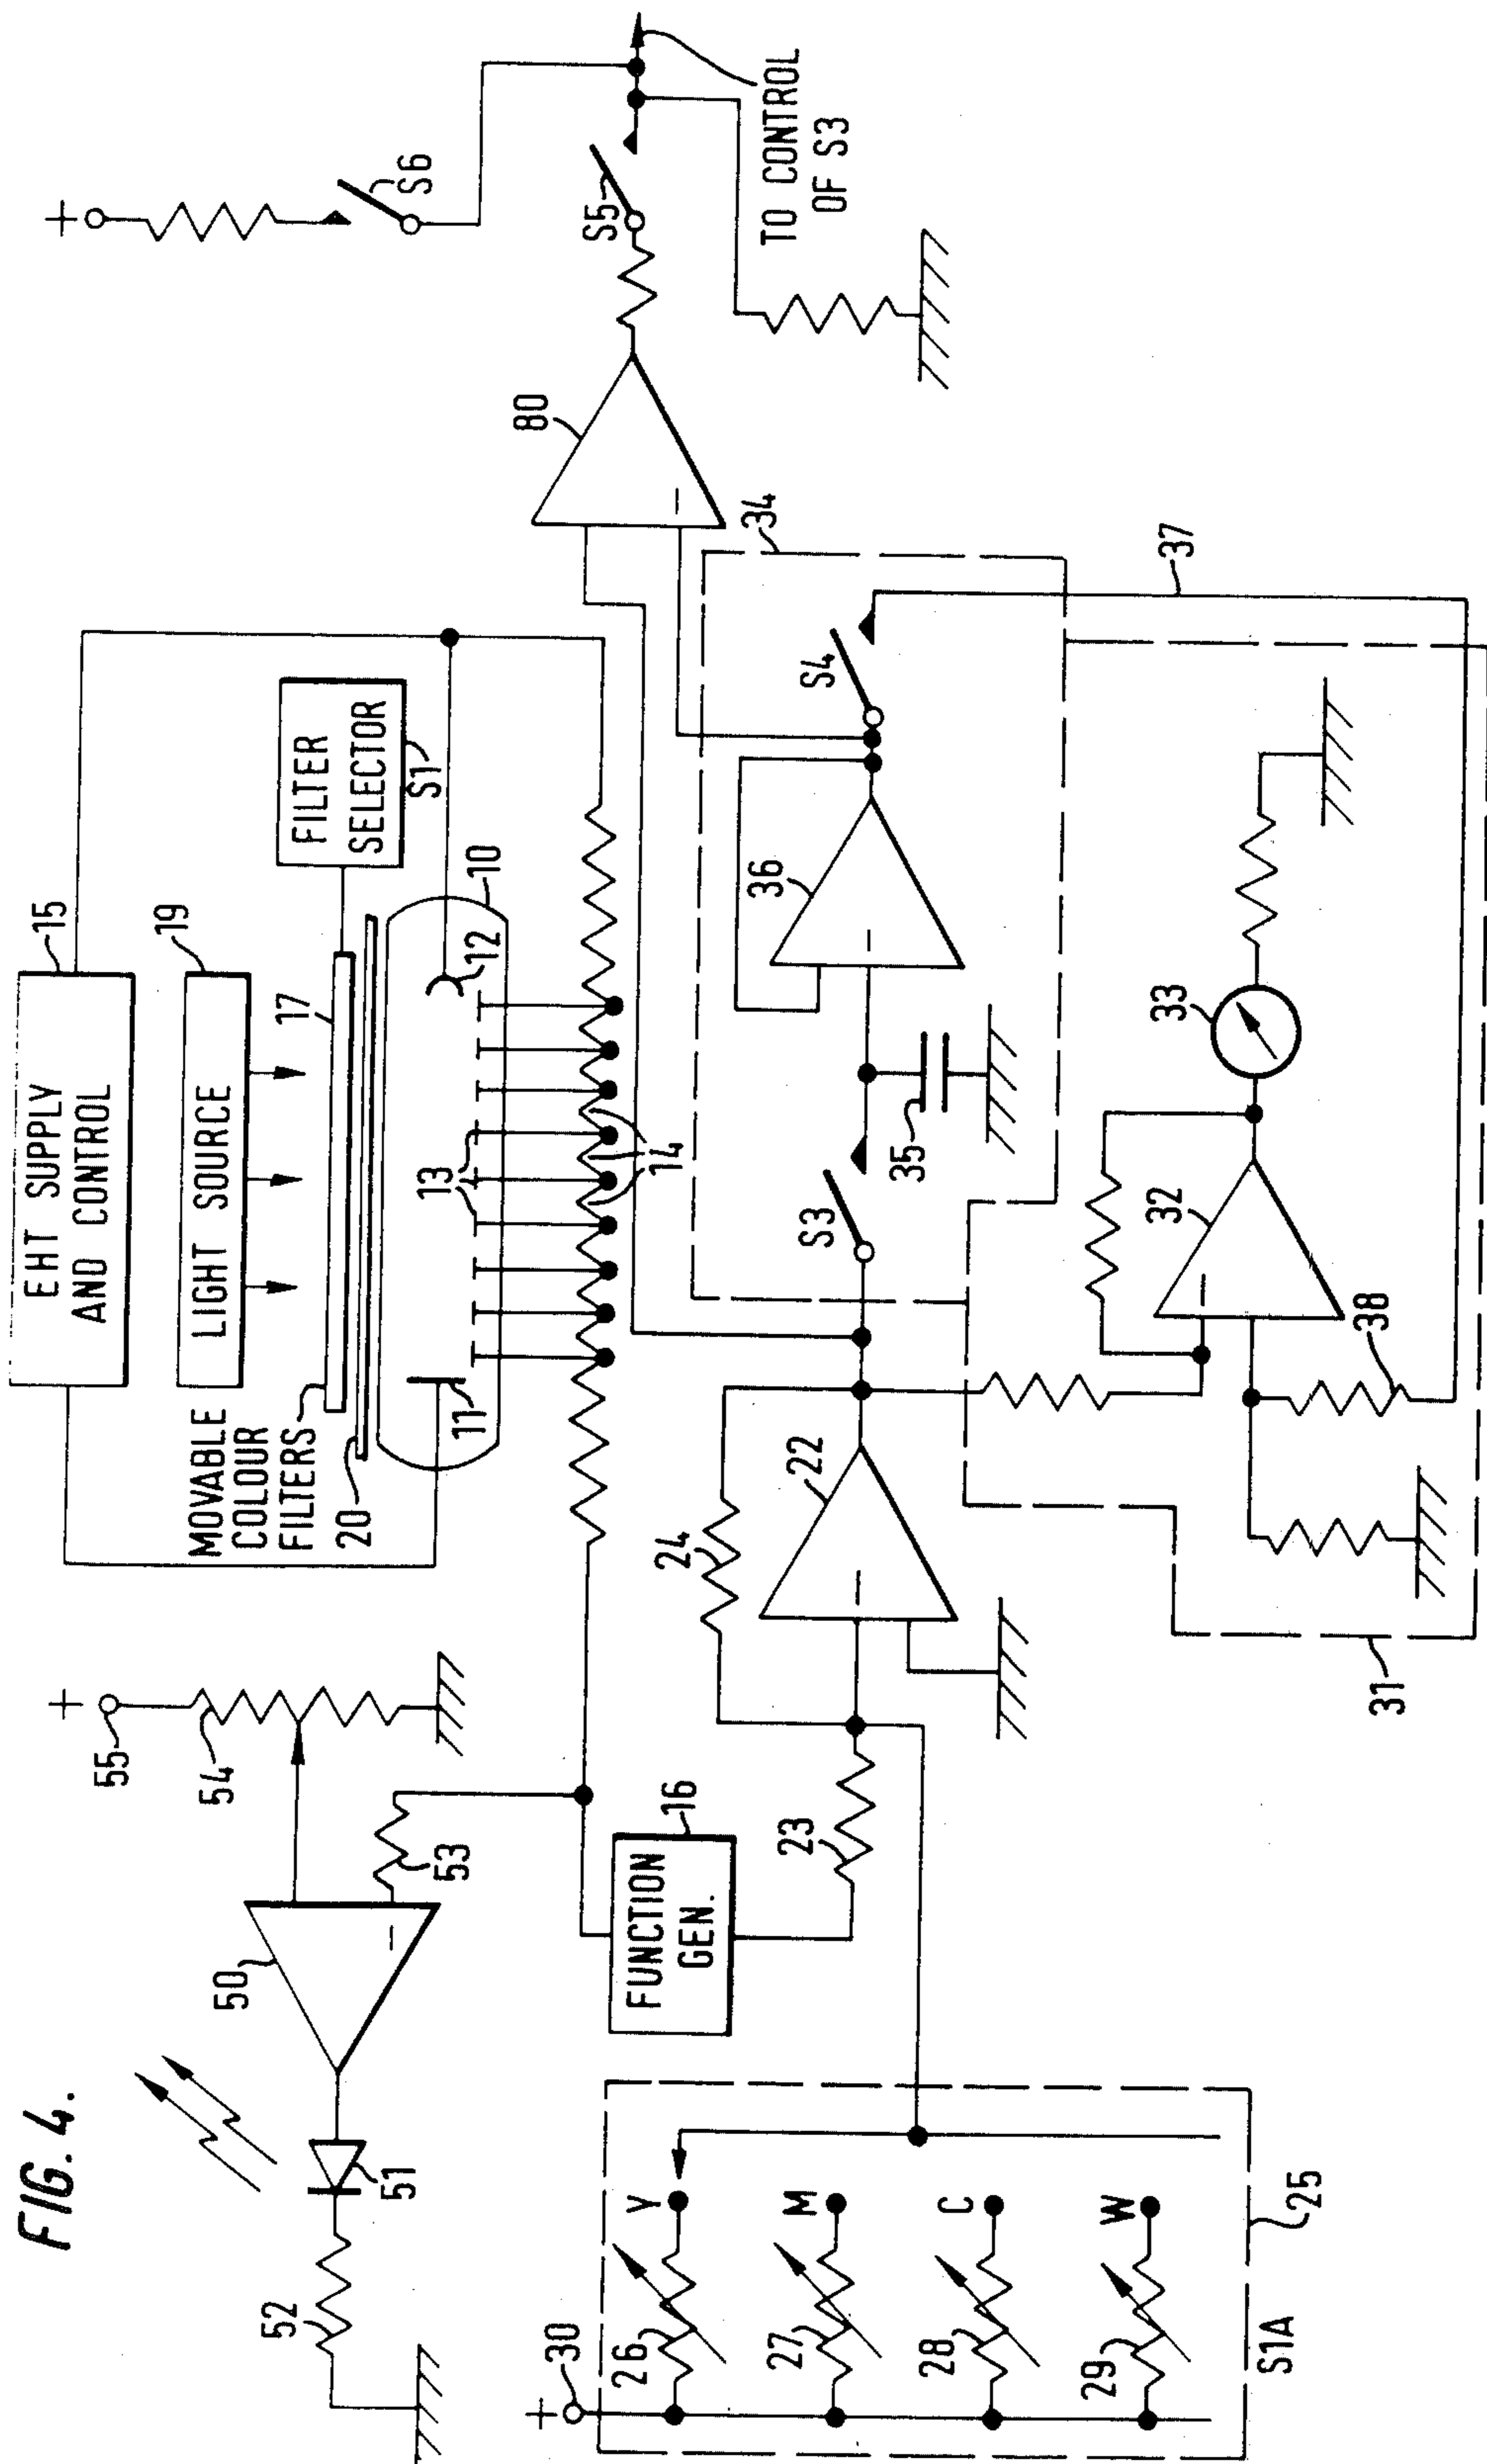 FIG. 4.
+
55
54
50
51
52
53
EHT SUPPLY
AND CONTROL
15
LIGHT SOURCE
19
17
MOVABLE
COLOUR
FILTERS
20
FILTER
SELECTOR
S1
10
11
12
13
14
+
S6
S5
TO CONTROL
OF S3
80
–
–
FUNCTION
GEN.
16
23
24
22
–
S3
35
36
–
S4
34
37
+
30
26
Y
27
M
28
C
29
W
S1A
25
31
32
–
33
38